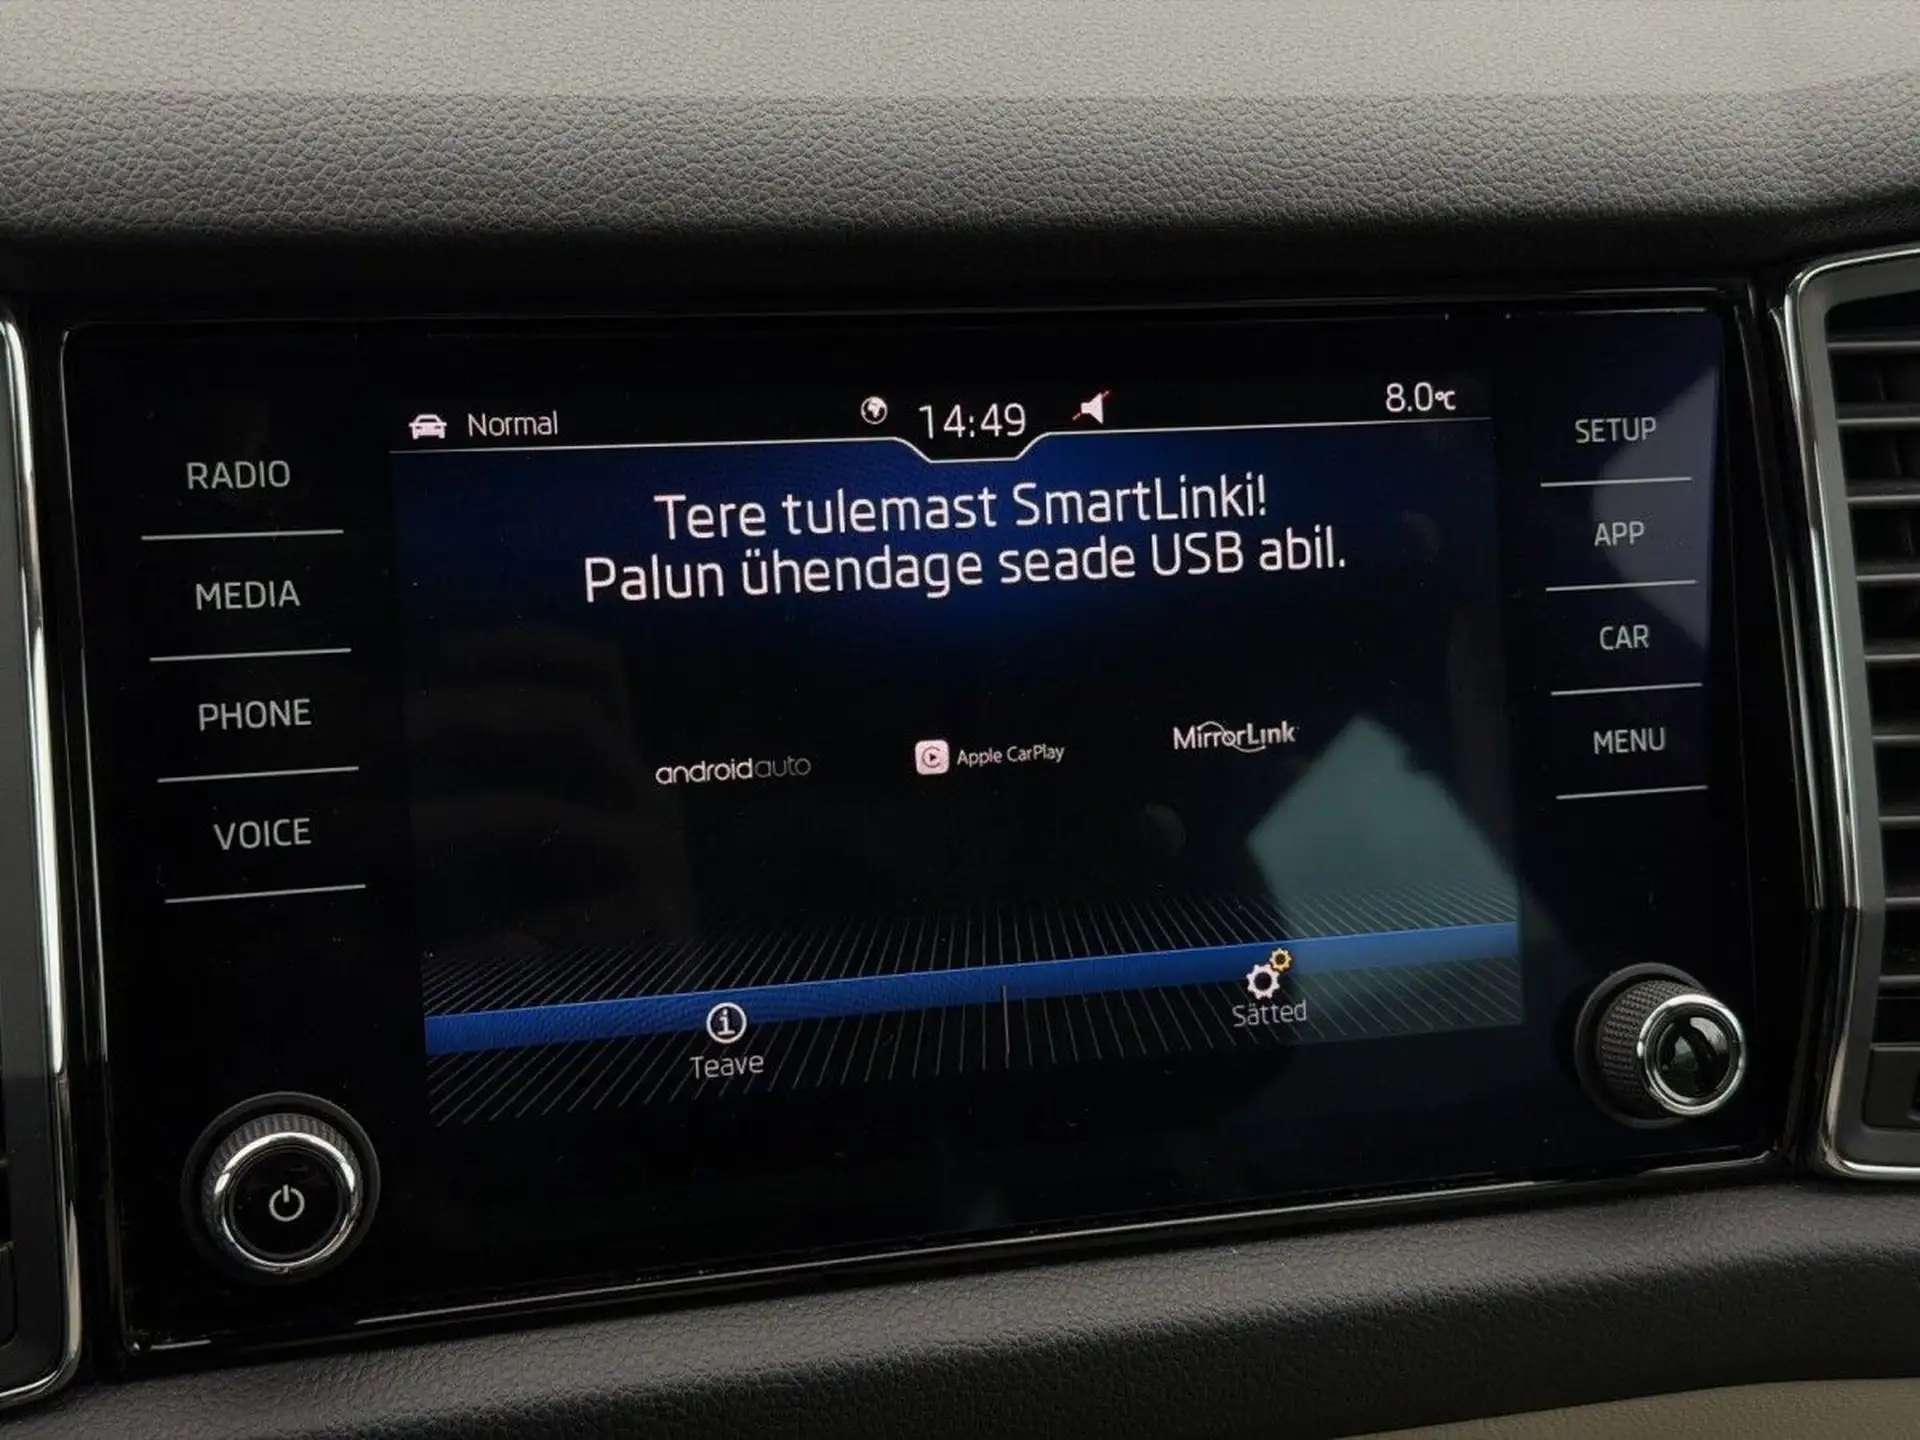 Normal
14:49
8.0°C
Tere tulemast SmartLinki!
Palun ühendage seade USB abil.
androidauto
Apple CarPlay
MirrorLink
Teave
Sätted
RADIO
MEDIA
PHONE
VOICE
SETUP
APP
CAR
MENU